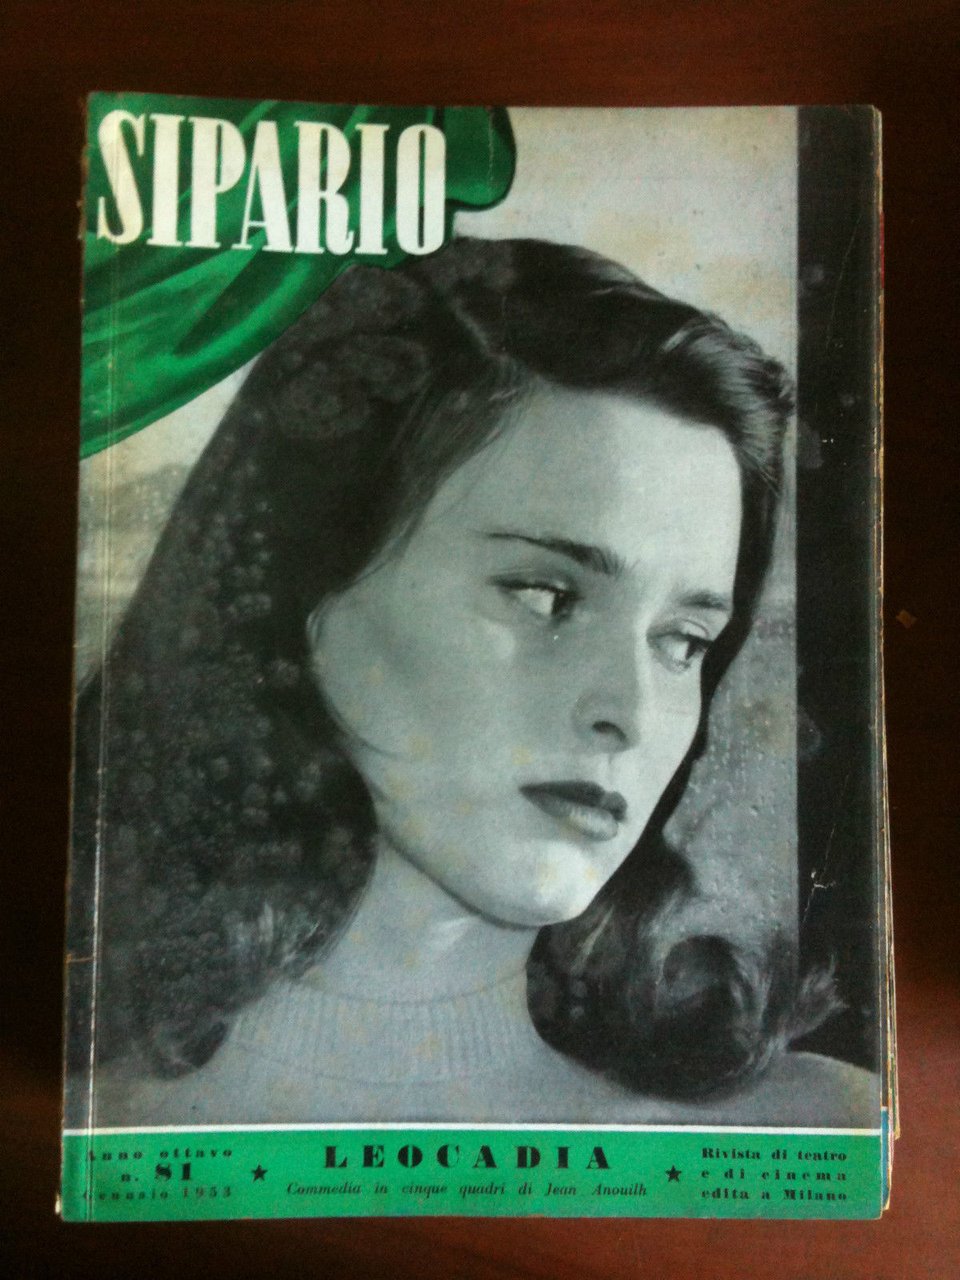 SIPARIO
Anno ottavo
n. 81
Gennaio 1953
★
LEOCADIA
Commedia in cinque quadri di Jean Anouilh
★
Rivista di teatro
e di cinema
edita a Milano